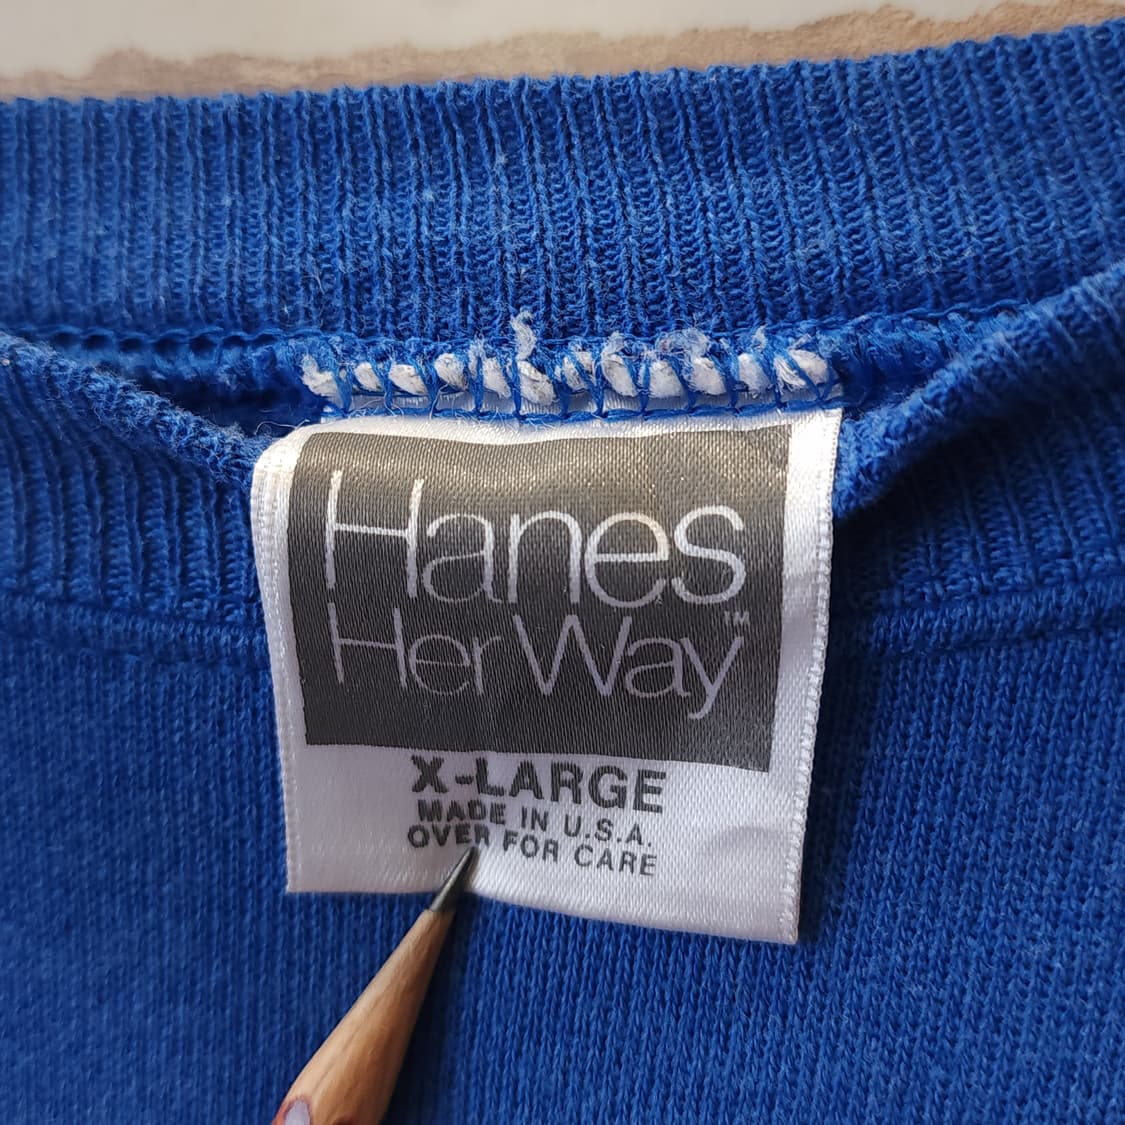 Hanes
Her Way™
X-LARGE
MADE IN U.S.A.
OVER FOR CARE